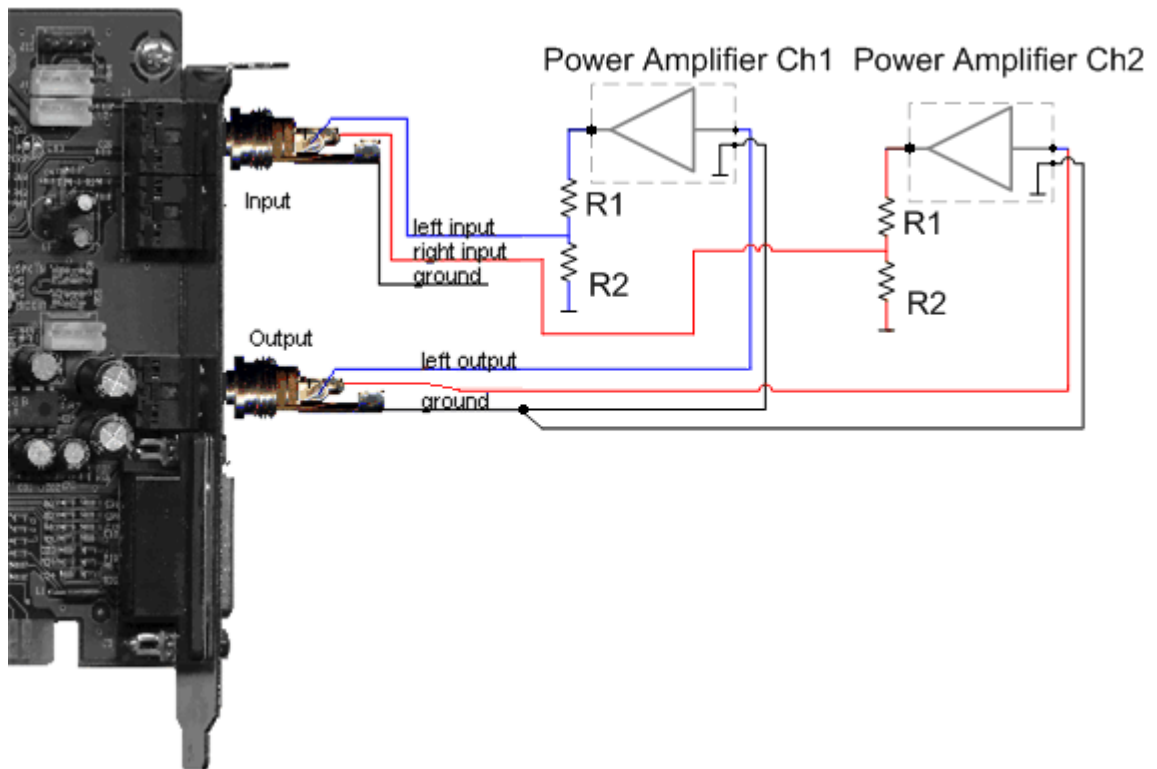 Power Amplifier Ch1
Power Amplifier Ch2
Input
R1
R1
left input
right input
ground
R2
R2
Output
left output
ground